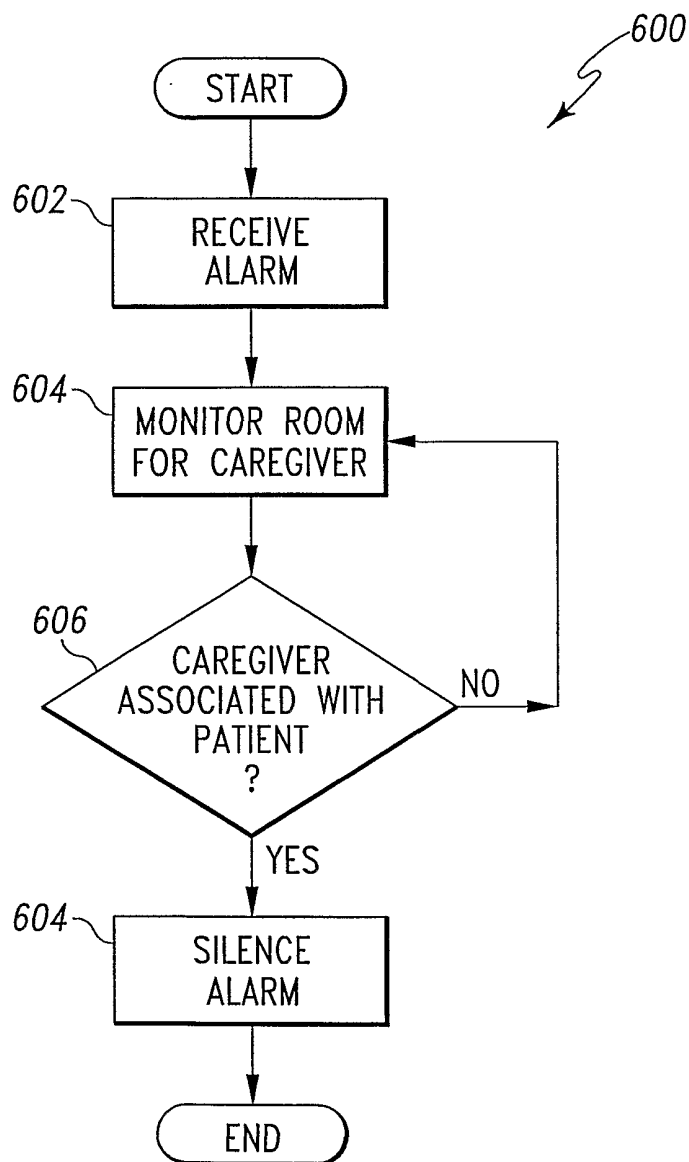 600
START
602
RECEIVE
ALARM
604
MONITOR ROOM
FOR CAREGIVER
606
CAREGIVER
ASSOCIATED WITH
PATIENT
?
NO
YES
604
SILENCE
ALARM
END